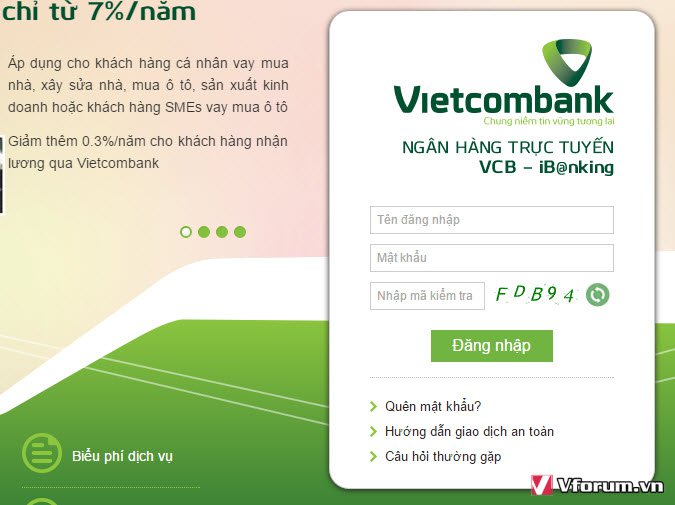 chỉ từ 7%/năm
Áp dụng cho khách hàng cá nhân vay mua
nhà, xây sửa nhà, mua ô tô, sản xuất kinh
doanh hoặc khách hàng SMEs vay mua ô tô
Giảm thêm 0.3%/năm cho khách hàng nhận
lương qua Vietcombank
Biểu phí dịch vụ
Vietcombank
Chung niềm tin vững tương lai
NGÂN HÀNG TRỰC TUYẾN
VCB – iB@nking
Tên đăng nhập
Mật khẩu
Nhập mã kiểm tra FDB94
Đăng nhập
Quên mật khẩu?
Hướng dẫn giao dịch an toàn
Câu hỏi thường gặp
Vforum.vn